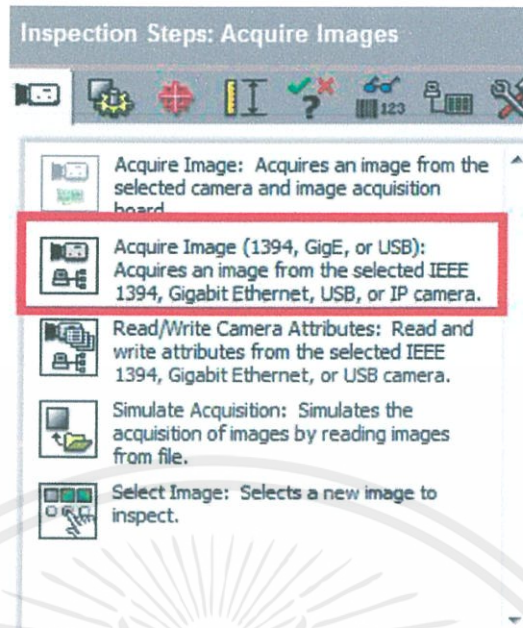 Inspection Steps: Acquire Images
123
Acquire Image: Acquires an image from the
selected camera and image acquisition
board.
Acquire Image (1394, GigE, or USB):
Acquires an image from the selected IEEE
1394, Gigabit Ethernet, USB, or IP camera.
Read/Write Camera Attributes: Read and
write attributes from the selected IEEE
1394, Gigabit Ethernet, or USB camera.
Simulate Acquisition: Simulates the
acquisition of images by reading images
from file.
Select Image: Selects a new image to
inspect.